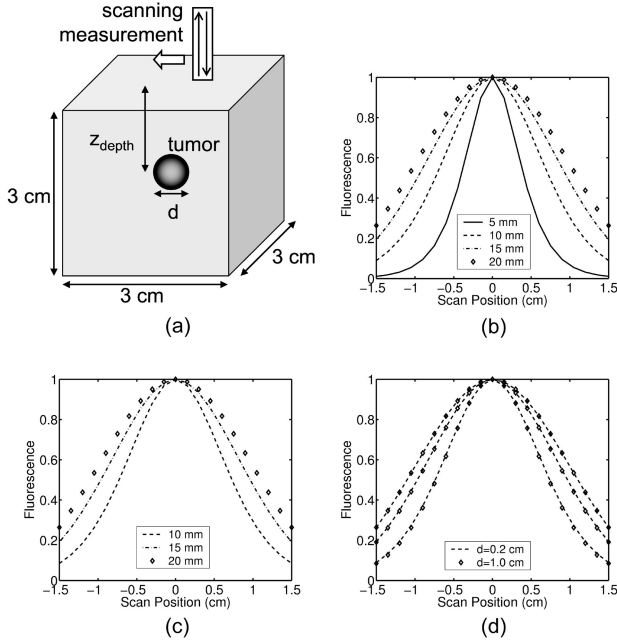 scanning
measurement
z_depth
tumor
d
3 cm
3 cm
3 cm
(a)
1
0.8
0.6
0.4
0.2
0
Fluorescence
5 mm
10 mm
15 mm
20 mm
−1.5 −1 −0.5 0 0.5 1 1.5
Scan Position (cm)
(b)
1
0.8
0.6
0.4
0.2
0
Fluorescence
10 mm
15 mm
20 mm
-1.5 -1 -0.5 0 0.5 1 1.5
Scan Position (cm)
(c)
1
0.8
0.6
0.4
0.2
0
Fluorescence
d=0.2 cm
d=1.0 cm
-1.5 -1 -0.5 0 0.5 1 1.5
Scan Position (cm)
(d)